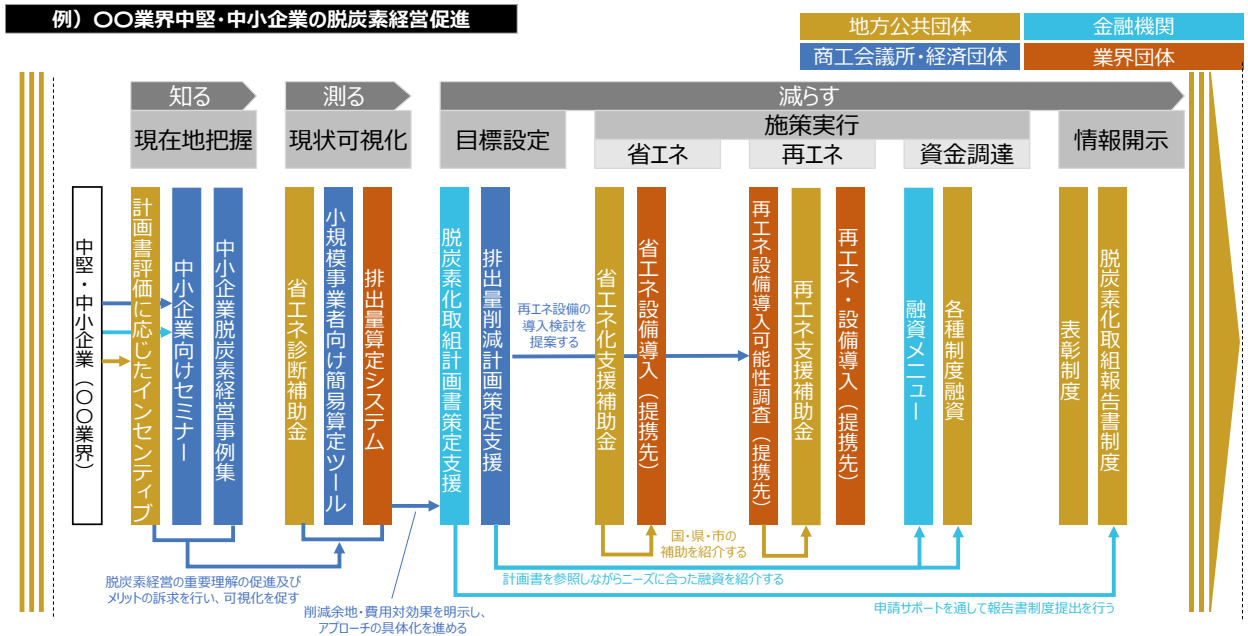 例）〇〇業界中堅・中小企業の脱炭素経営促進
地方公共団体
金融機関
商工会議所・経済団体
業界団体
知る
測る
減らす
現在地把握
現状可視化
目標設定
施策実行
省エネ
再エネ
資金調達
情報開示
中堅・中小企業（〇〇業界）
計画書評価に応じたインセンティブ
中小企業向けセミナー
中小企業脱炭素経営事例集
省エネ診断補助金
小規模事業者向け簡易算定ツール
排出量算定システム
脱炭素化取組計画書策定支援
排出量削減計画策定支援
再エネ設備の
導入検討を
提案する
省エネ化支援補助金
省エネ設備導入（提携先）
再エネ設備導入可能性調査（提携先）
再エネ支援補助金
再エネ・設備導入（提携先）
融資メニュー
各種制度融資
表彰制度
脱炭素化取組報告書制度
国・県・市の
補助を紹介する
脱炭素経営の重要理解の促進及び
メリットの訴求を行い、可視化を促す
計画書を参照しながらニーズに合った融資を紹介する
削減余地・費用対効果を明示し、
アプローチの具体化を進める
申請サポートを通して報告書制度提出を行う